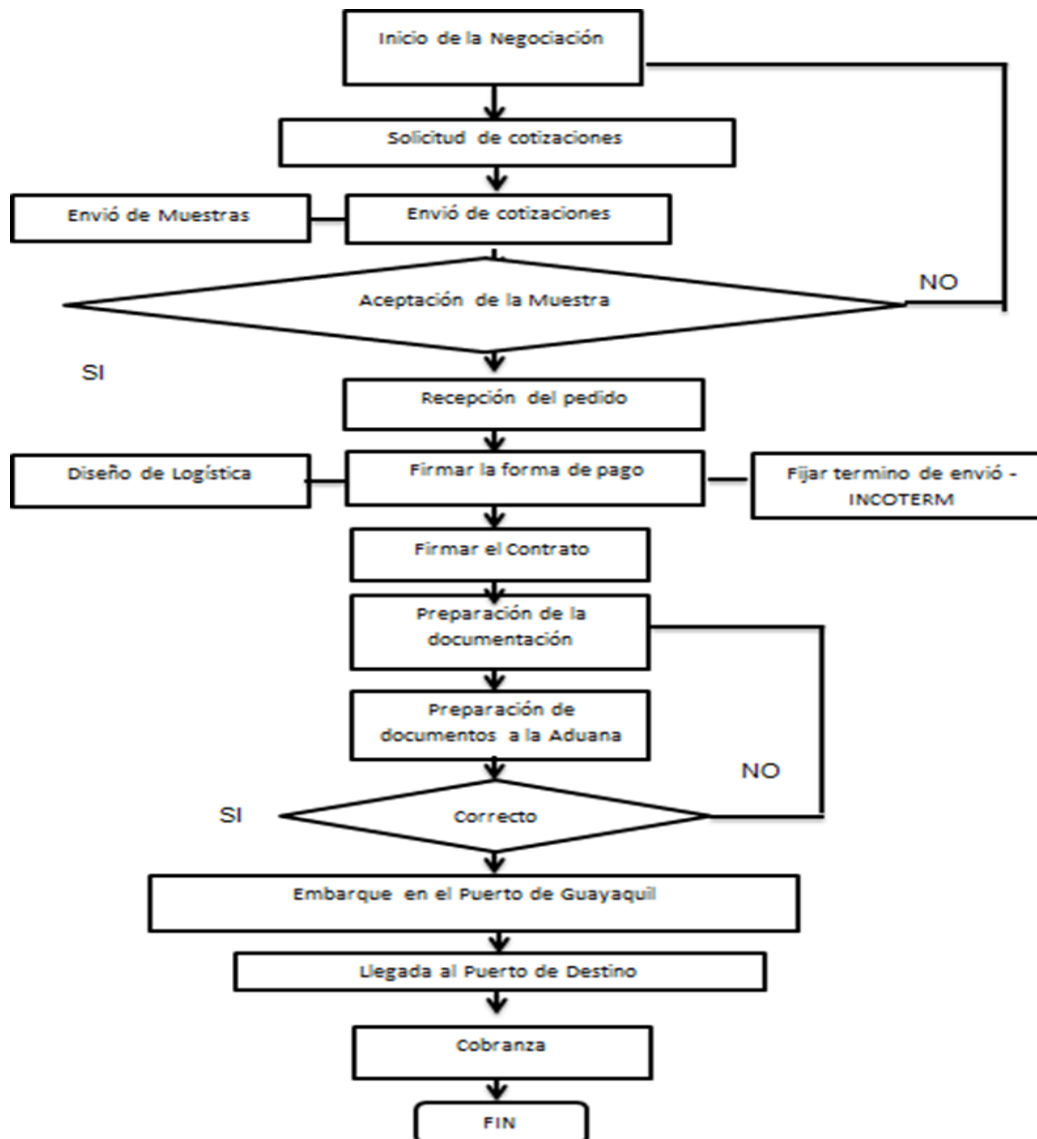 Inicio de la Negociación
Solicitud de cotizaciones
Envió de Muestras
Envió de cotizaciones
Aceptación de la Muestra
NO
SI
Recepción del pedido
Diseño de Logística
Firmar la forma de pago
Fijar termino de envió -
INCOTERM
Firmar el Contrato
Preparación de la
documentación
Preparación de
documentos a la Aduana
NO
SI
Correcto
Embarque en el Puerto de Guayaquil
Llegada al Puerto de Destino
Cobranza
FIN